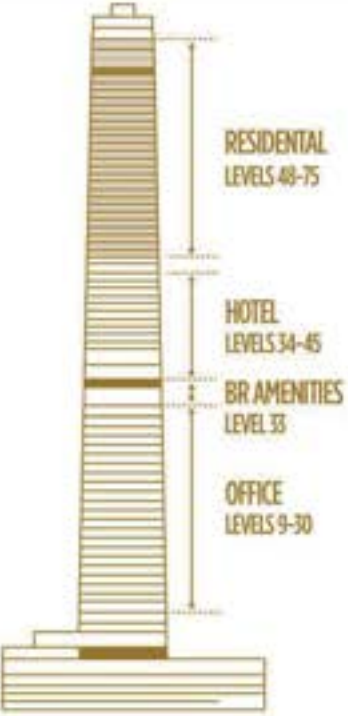 RESIDENTAL
LEVELS 48-75
HOTEL
LEVELS 34-45
BR AMENITIES
LEVEL 33
OFFICE
LEVELS 9-30